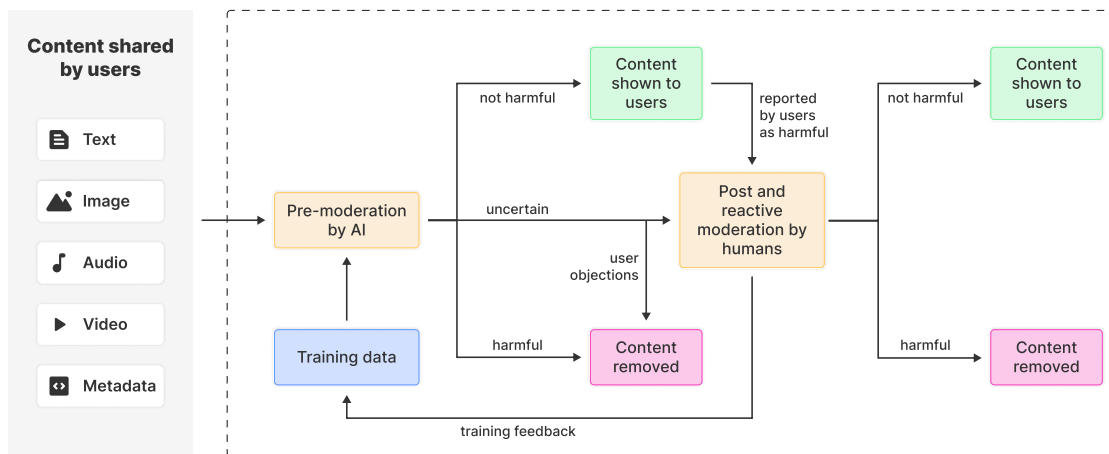 Content shared
by users
Text
Image
Audio
Video
Metadata
Pre-moderation
by AI
Training data
not harmful
uncertain
harmful
Content
shown to
users
reported
by users
as harmful
user
objections
Content
removed
Post and
reactive
moderation by
humans
training feedback
not harmful
harmful
Content
shown to
users
Content
removed